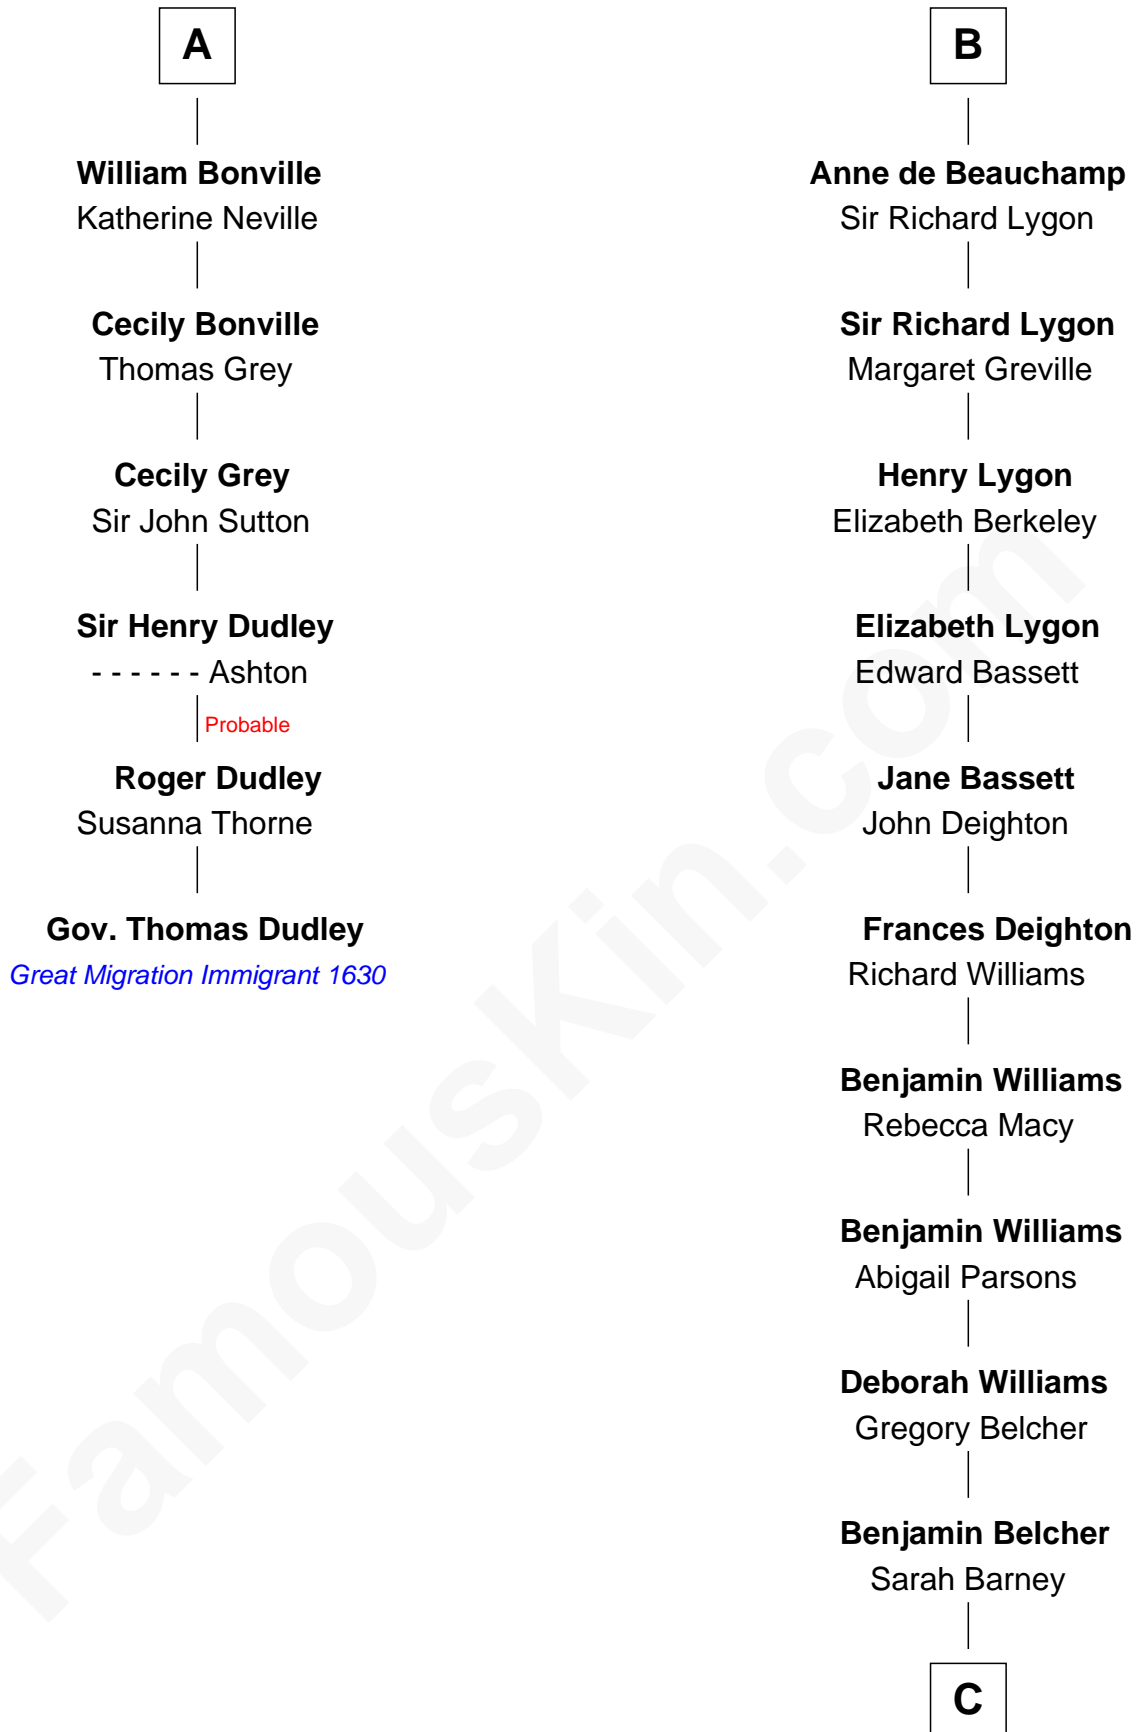 A
William Bonville
Katherine Neville
Cecily Bonville
Thomas Grey
Cecily Grey
Sir John Sutton
Sir Henry Dudley
- - - - - - Ashton
Probable
Roger Dudley
Susanna Thorne
Gov. Thomas Dudley
Great Migration Immigrant 1630
B
Anne de Beauchamp
Sir Richard Lygon
Sir Richard Lygon
Margaret Greville
Henry Lygon
Elizabeth Berkeley
Elizabeth Lygon
Edward Bassett
Jane Bassett
John Deighton
Frances Deighton
Richard Williams
Benjamin Williams
Rebecca Macy
Benjamin Williams
Abigail Parsons
Deborah Williams
Gregory Belcher
Benjamin Belcher
Sarah Barney
C
FamousKin.com